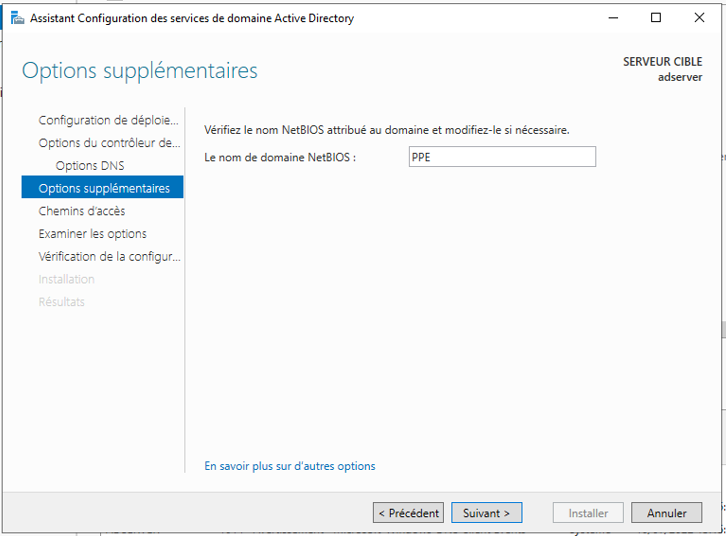 Assistant Configuration des services de domaine Active Directory
Options supplémentaires
SERVEUR CIBLE
adserver
Configuration de déploie...
Options du contrôleur de...
Options DNS
Options supplémentaires
Chemins d'accès
Examiner les options
Vérification de la configur...
Installation
Résultats
Vérifiez le nom NetBIOS attribué au domaine et modifiez-le si nécessaire.
Le nom de domaine NetBIOS :
PPE
En savoir plus sur d'autres options
< Précédent
Suivant >
Installer
Annuler